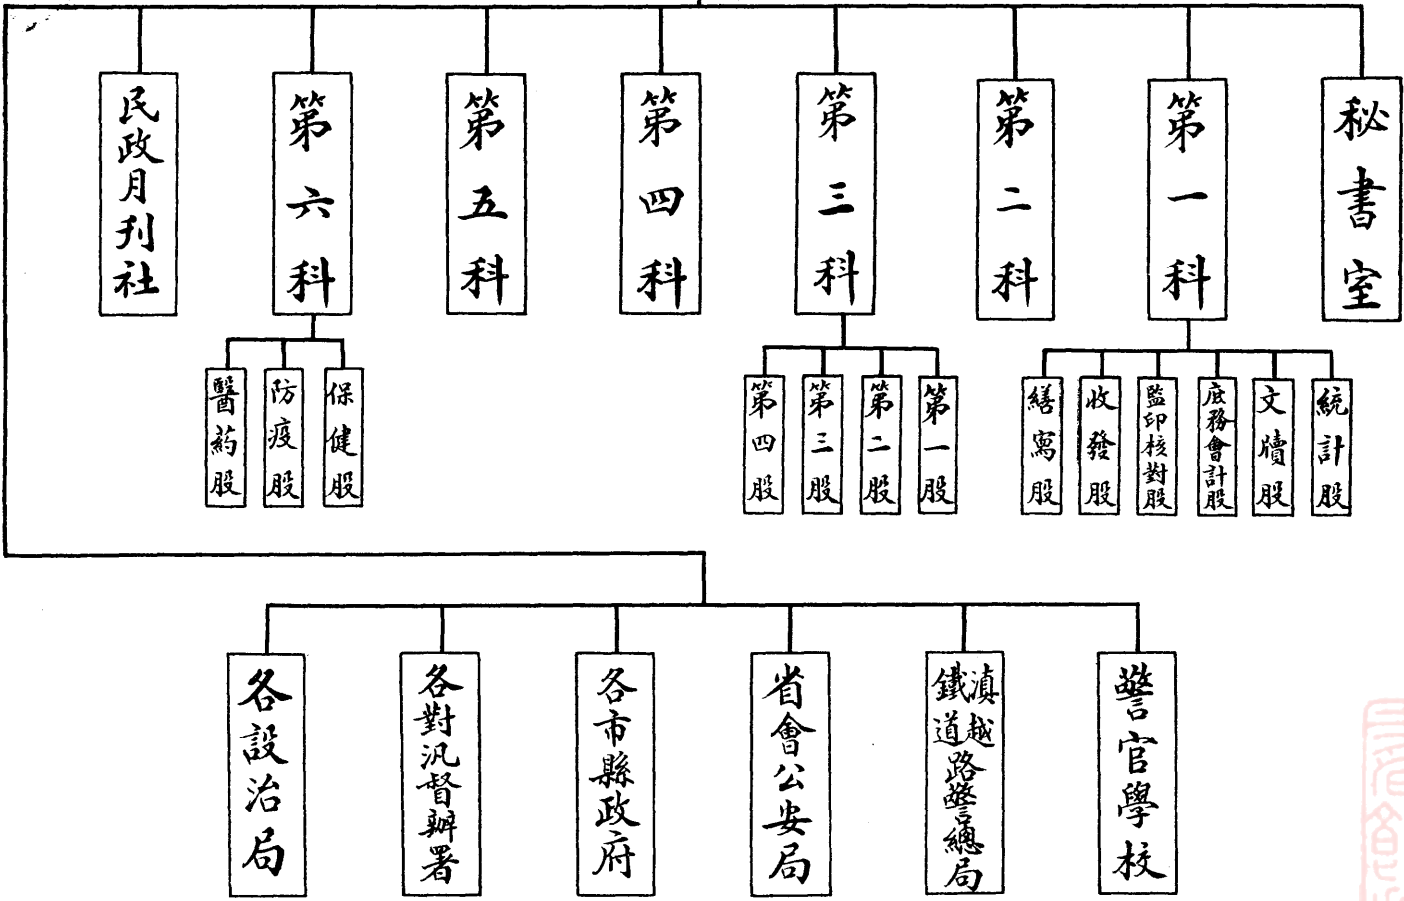 秘書室
第一科
第二科
第三科
第四科
第五科
第六科
民政月刊社
統計股
文牘股
庶務會計股
監印核對股
收發股
繕寫股
第一股
第二股
第三股
第四股
保健股
防疫股
醫葯股
警官學校
滇越鐵道路警總局
省會公安局
各市縣政府
各對汛督辦署
各設治局